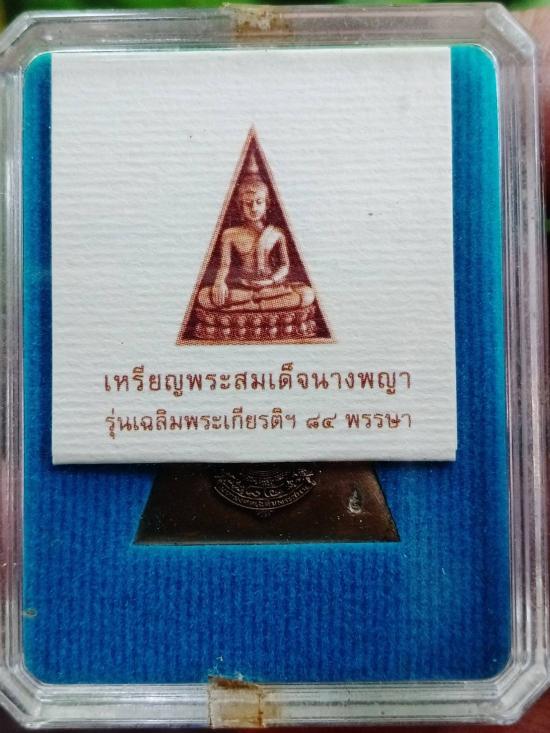 เหรียญพระสมเด็จนางพญา
รุ่นเฉลิมพระเกียรติฯ ๘๔ พรรษา